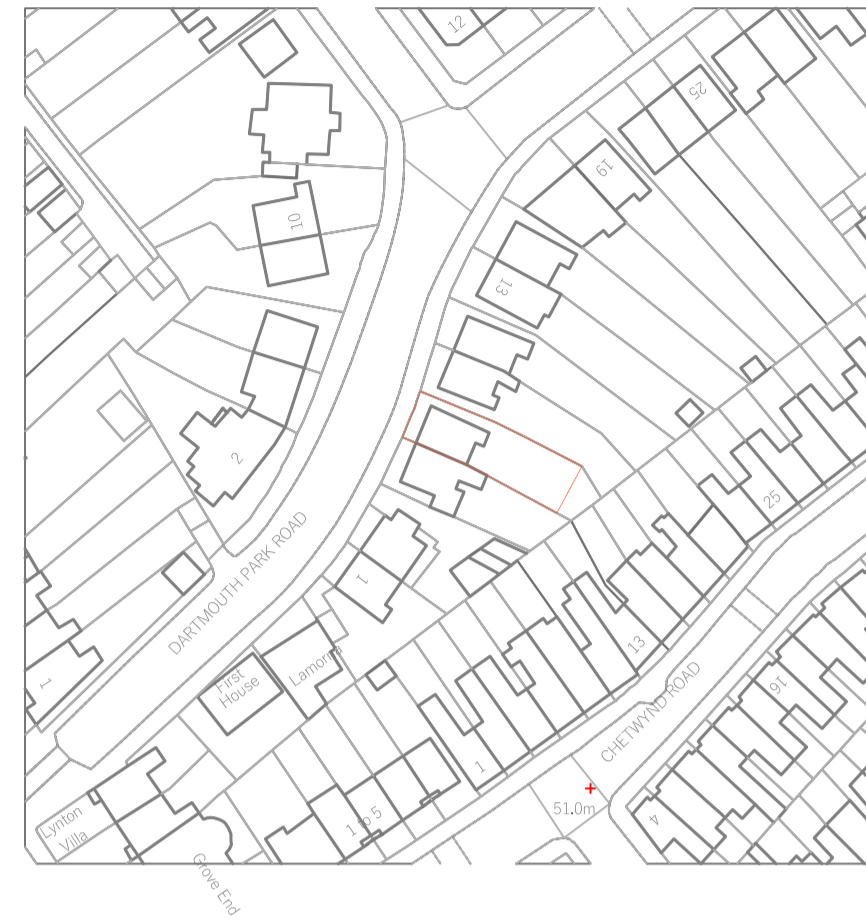 12
25
19
10
13
2
DARTMOUTH PARK ROAD
1
25
First
House
Lamorna
13
1
CHETWYND ROAD
16
1
51.0m
1 to 5
4
Lynton
Villa
Grove End